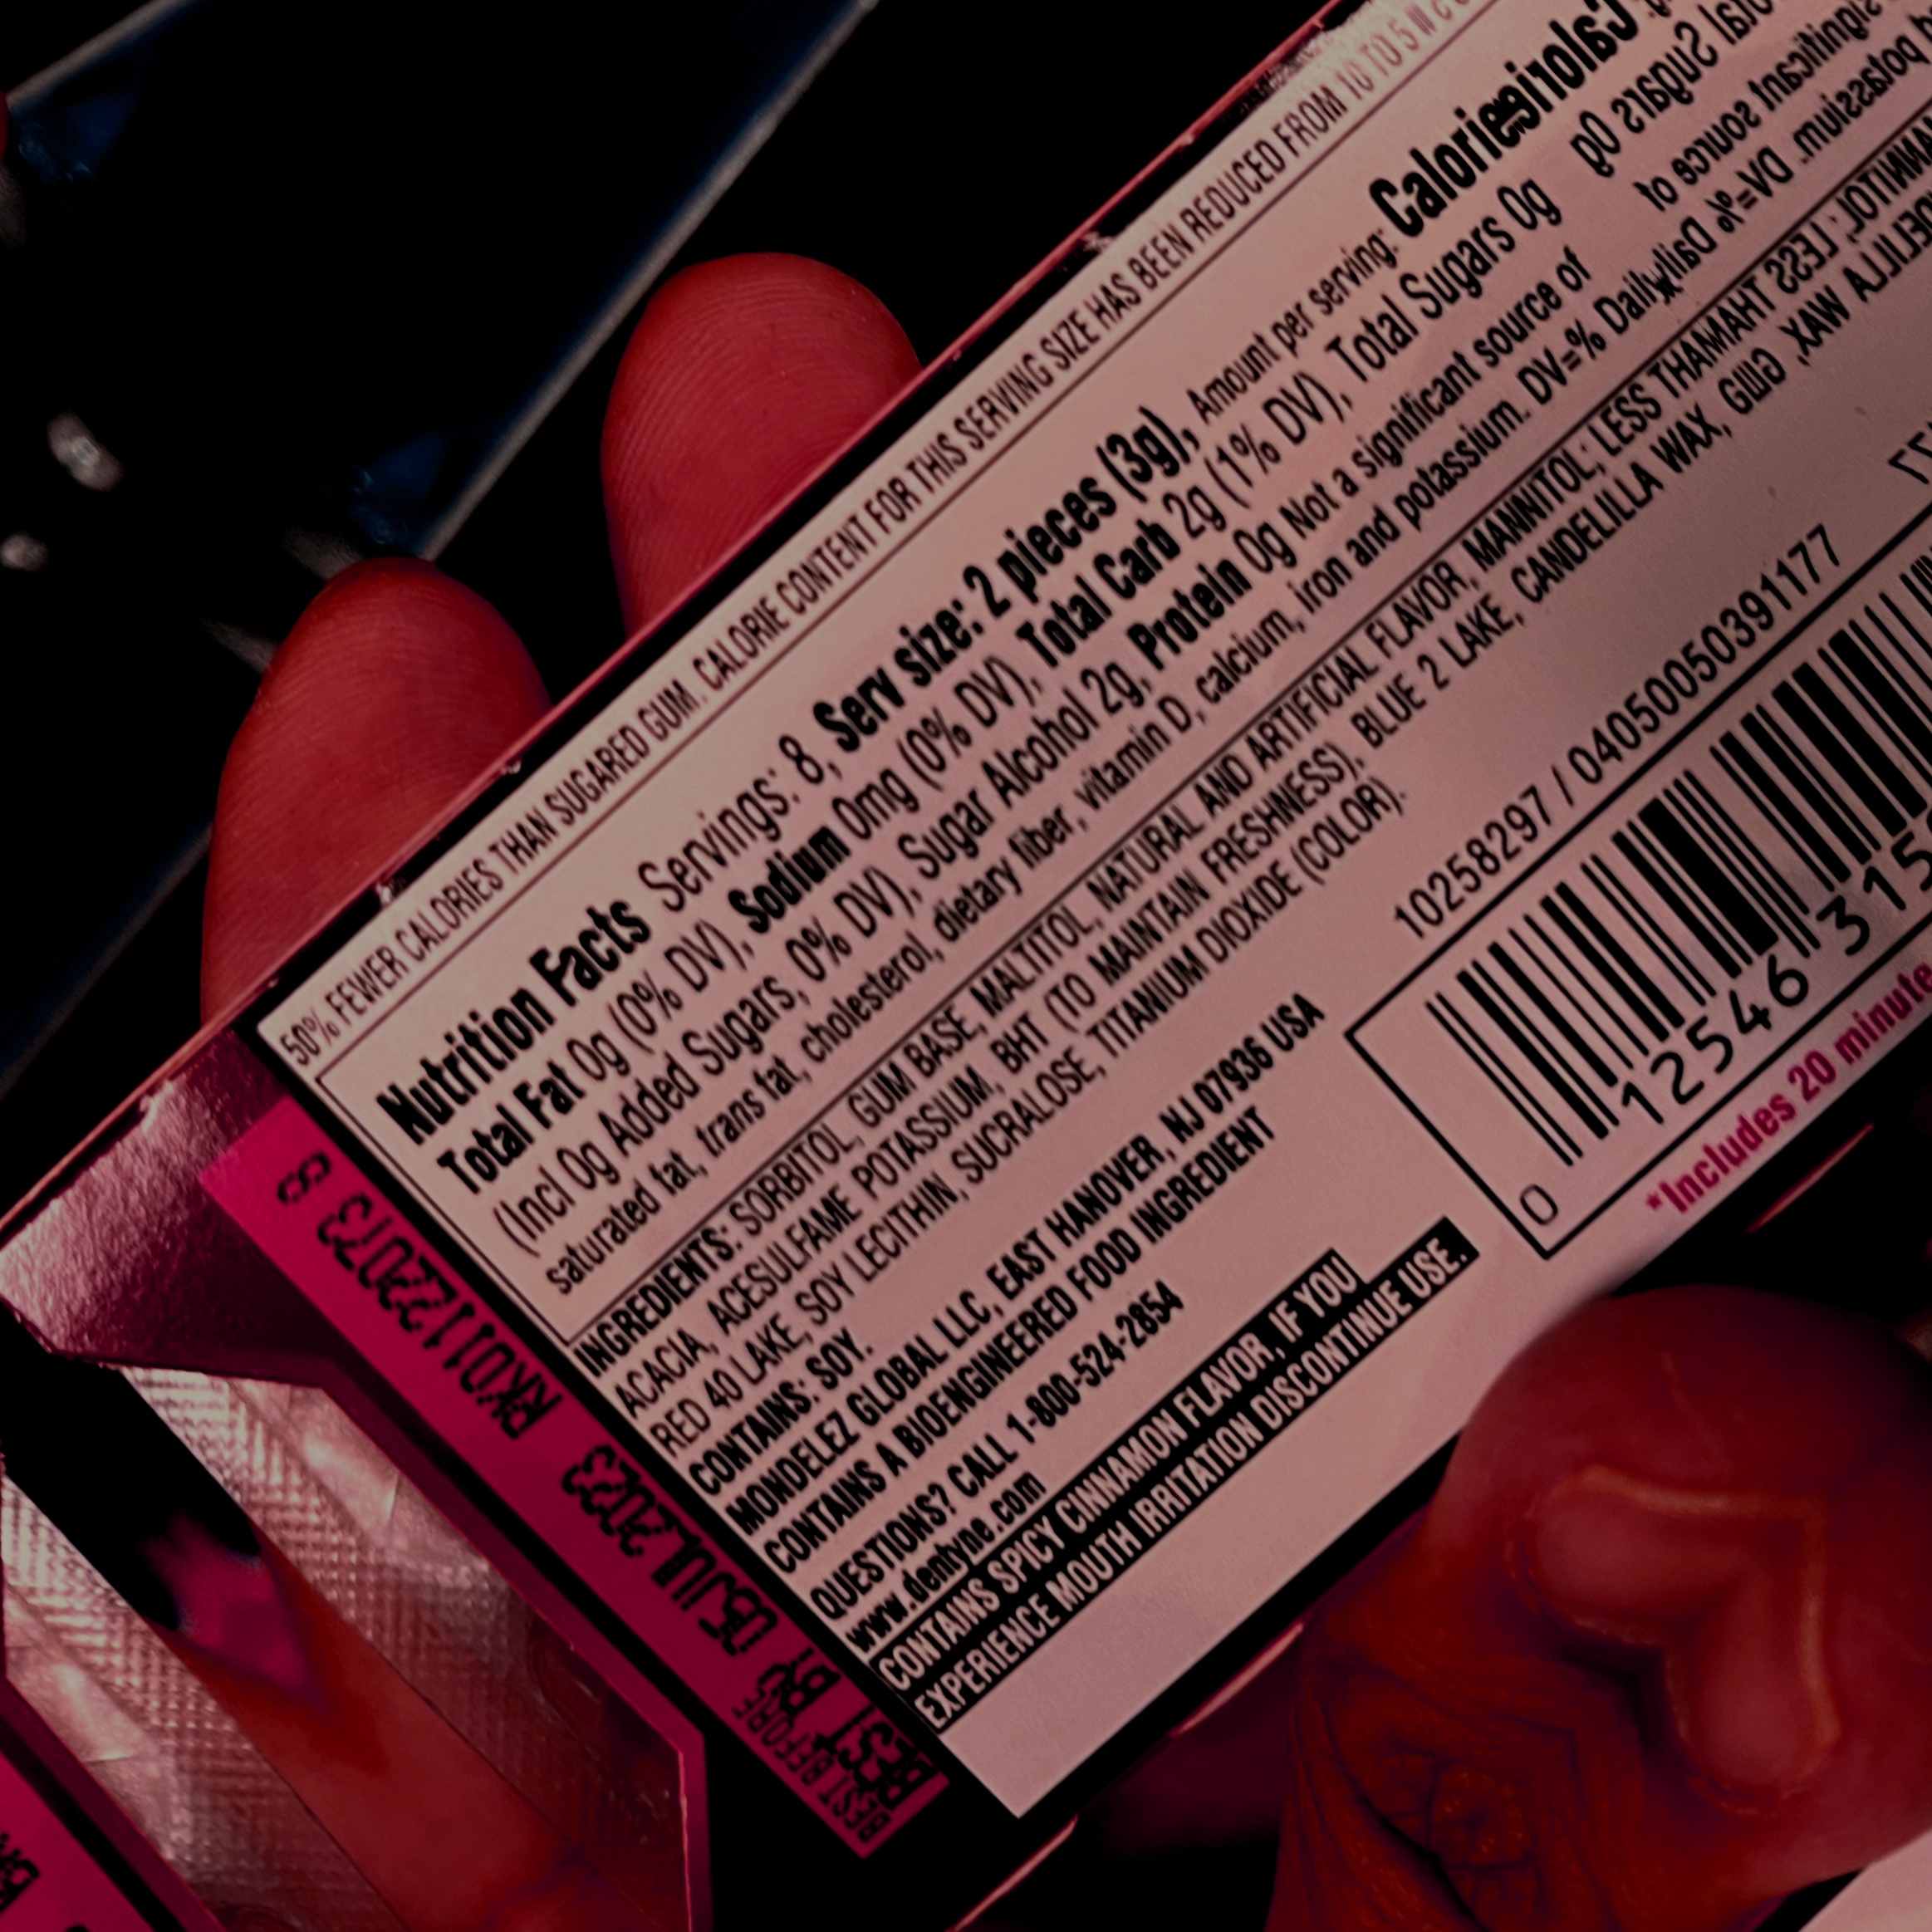 50% FEWER CALORIES THAN SUGARED GUM. CALORIE CONTENT FOR THIS SERVING SIZE HAS BEEN REDUCED FROM 10 TO 5
Nutrition Facts Servings: 8, Serv size: 2 pieces (3g), Amount per serving:
Total Fat 0g (0% DV), Sodium 0mg (0% DV), Total Carb 2g (1% DV), Total Sugars 0g
(Incl 0g Added Sugars, 0% DV), Sugar Alcohol 2g, Protein 0g Not a significant source of
saturated fat, trans fat, cholesterol, dietary fiber, vitamin D, calcium, iron and potassium. DV=%
INGREDIENTS: SORBITOL, GUM BASE, MALTITOL, NATURAL AND ARTIFICIAL FLAVOR, MANNITOL; LESS
ACACIA, ACESULFAME POTASSIUM, BHT (TO MAINTAIN FRESHNESS), BLUE 2 LAKE, CANDELILLA WAX,
RED 40 LAKE, SOY LECITHIN, SUCRALOSE, TITANIUM DIOXIDE (COLOR).
CONTAINS: SOY.
MONDELEZ GLOBAL LLC, EAST HANOVER, NJ 07936 USA
CONTAINS A BIOENGINEERED FOOD INGREDIENT
QUESTIONS? CALL 1-800-524-2854
www.dentyne.com
CONTAINS SPICY CINNAMON FLAVOR, IF YOU
EXPERIENCE MOUTH IRRITATION DISCONTINUE USE.
10258297 / 04050050391177
0 12546 315
*Includes 20 minute
BEST BY 05JUL2023 RK01122073 8
BEST BEFORE